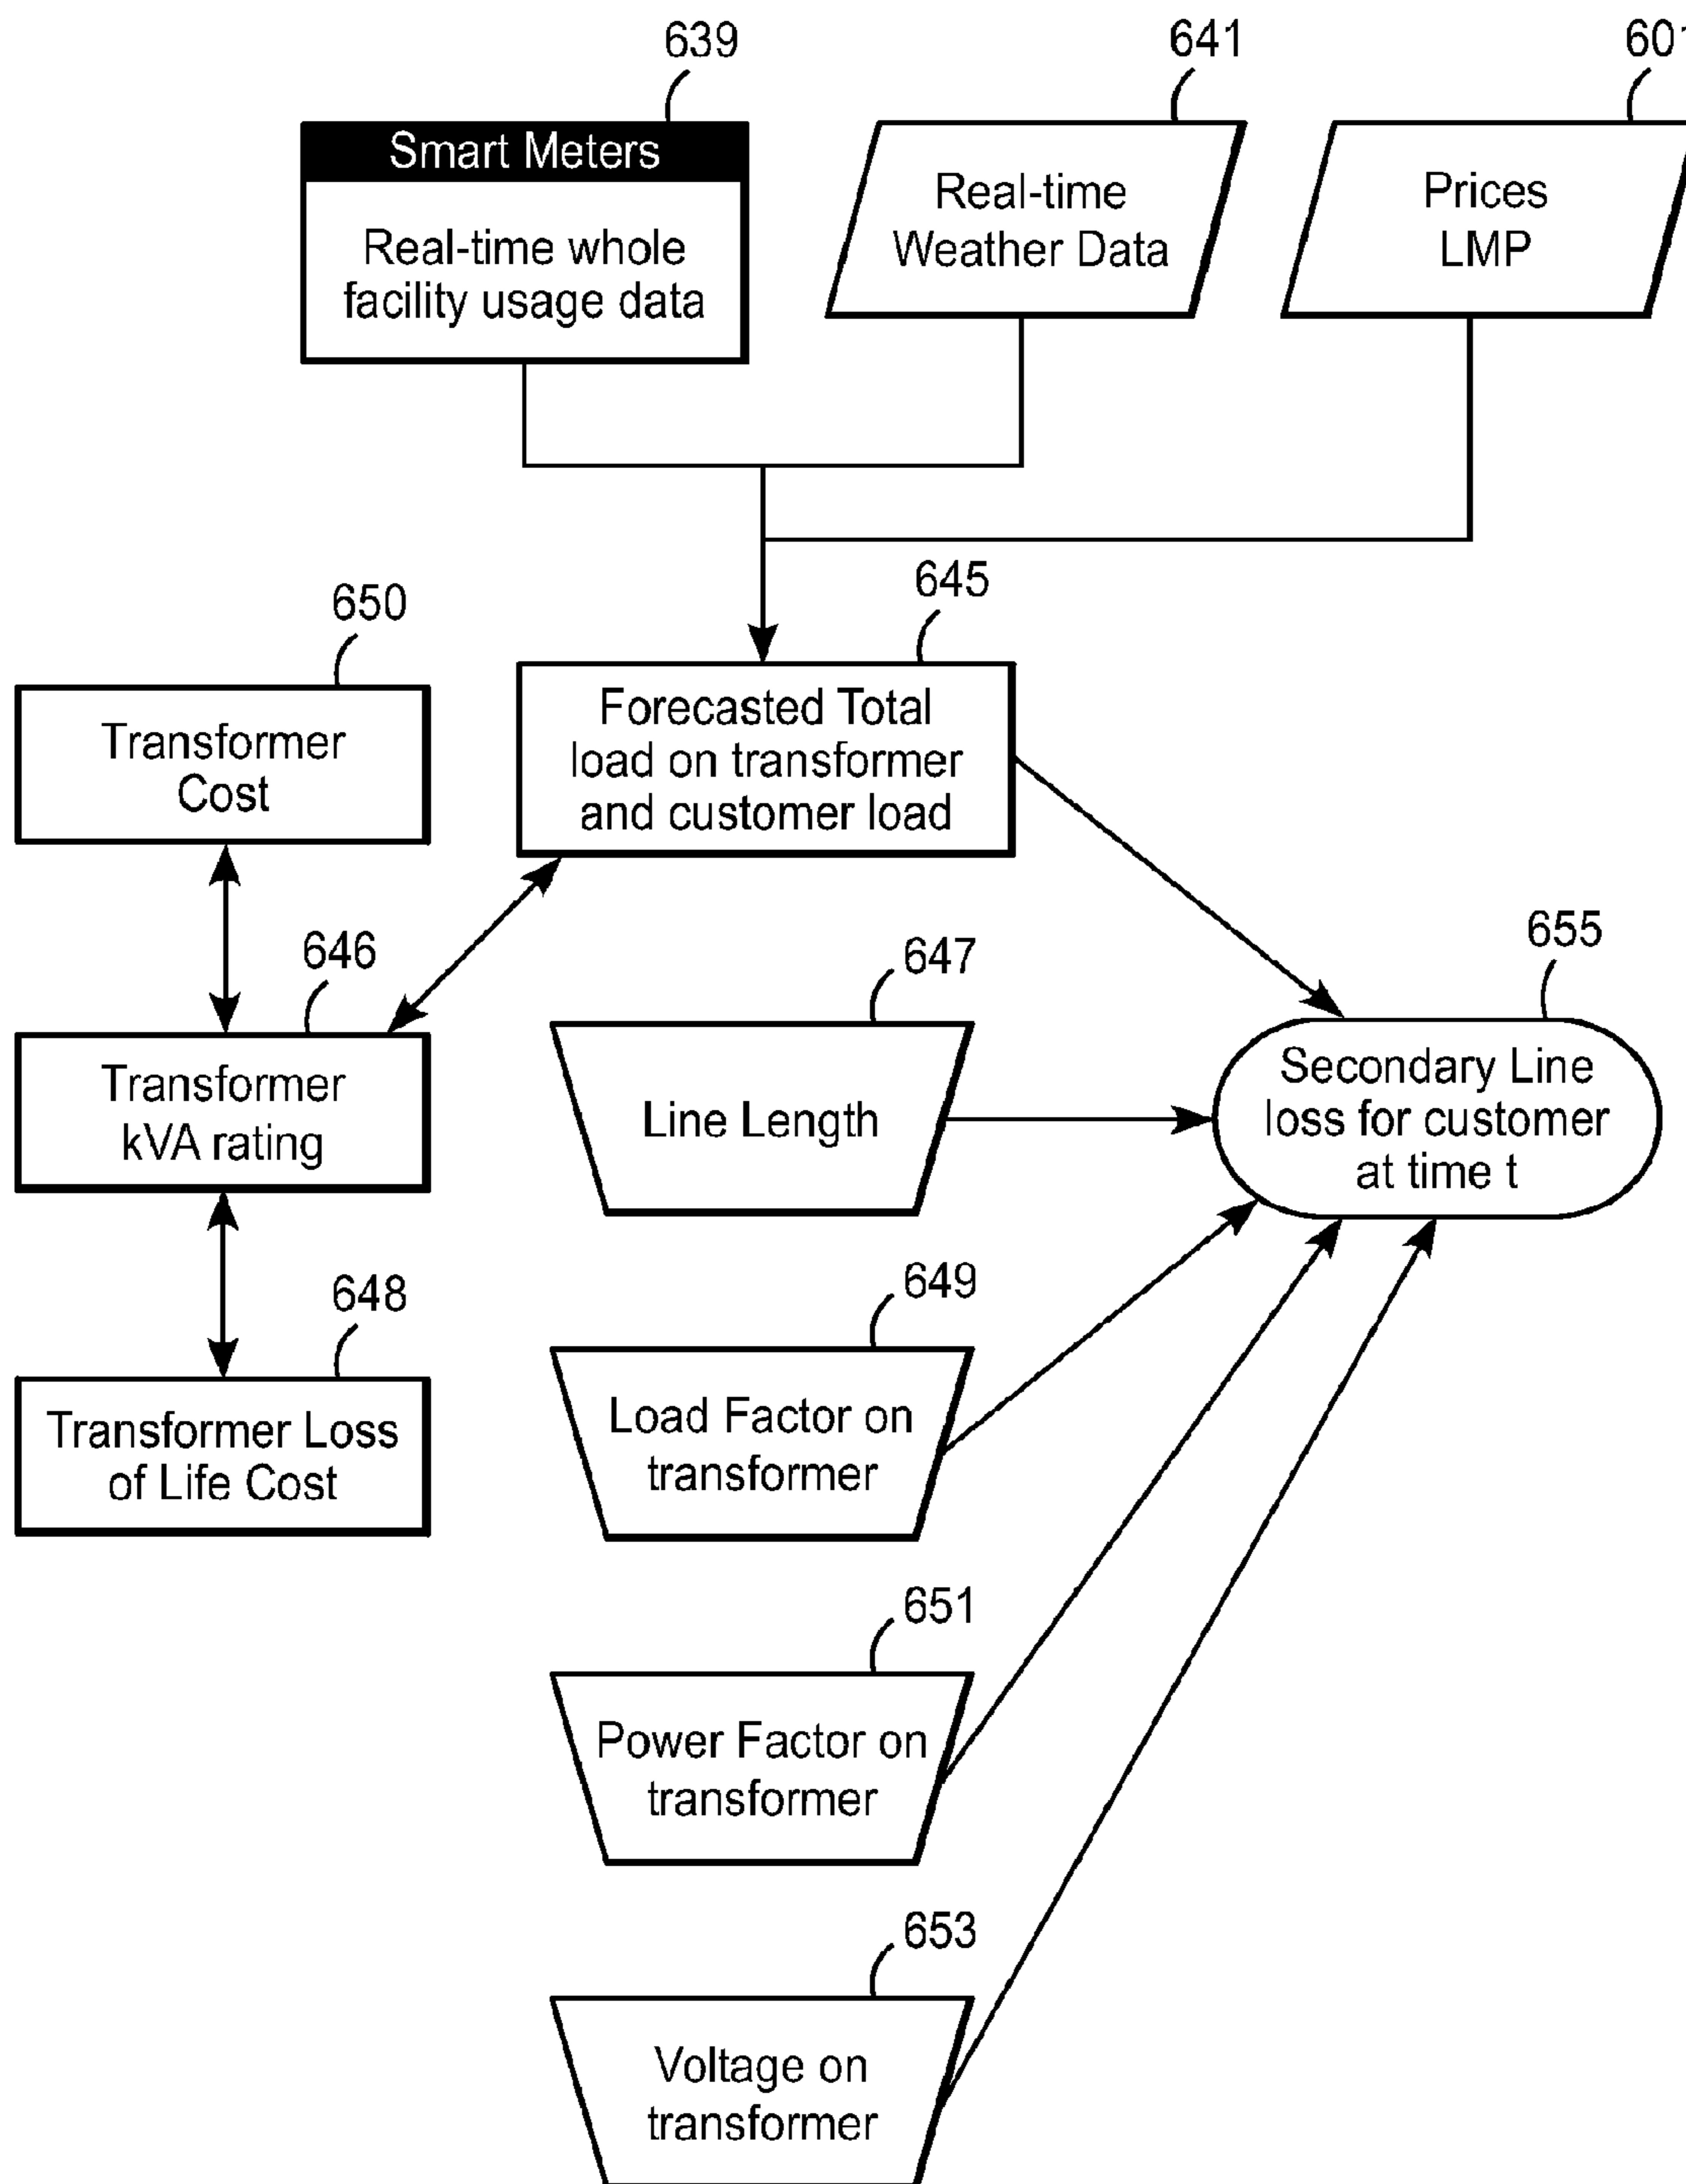 639
641
601
Smart Meters
Real-time whole
facility usage data
Real-time
Weather Data
Prices
LMP
645
Forecasted Total
load on transformer
and customer load
650
Transformer
Cost
646
Transformer
kVA rating
648
Transformer Loss
of Life Cost
647
Line Length
649
Load Factor on
transformer
651
Power Factor on
transformer
653
Voltage on
transformer
655
Secondary Line
loss for customer
at time t